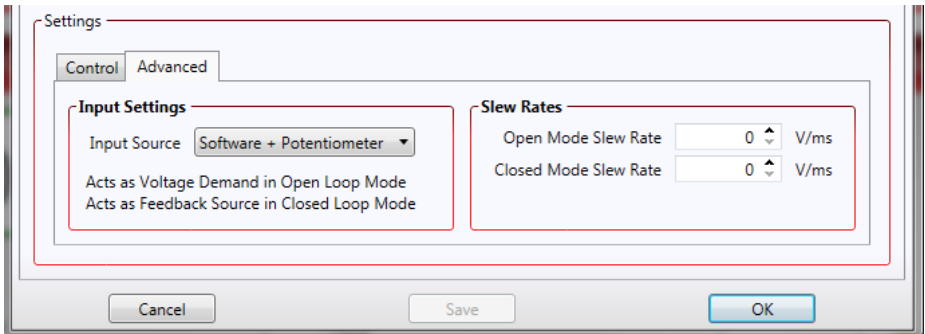 Settings
Control Advanced
Input Settings
Input Source Software + Potentiometer
Acts as Voltage Demand in Open Loop Mode
Acts as Feedback Source in Closed Loop Mode
Slew Rates
Open Mode Slew Rate 0 V/ms
Closed Mode Slew Rate 0 V/ms
Cancel Save OK